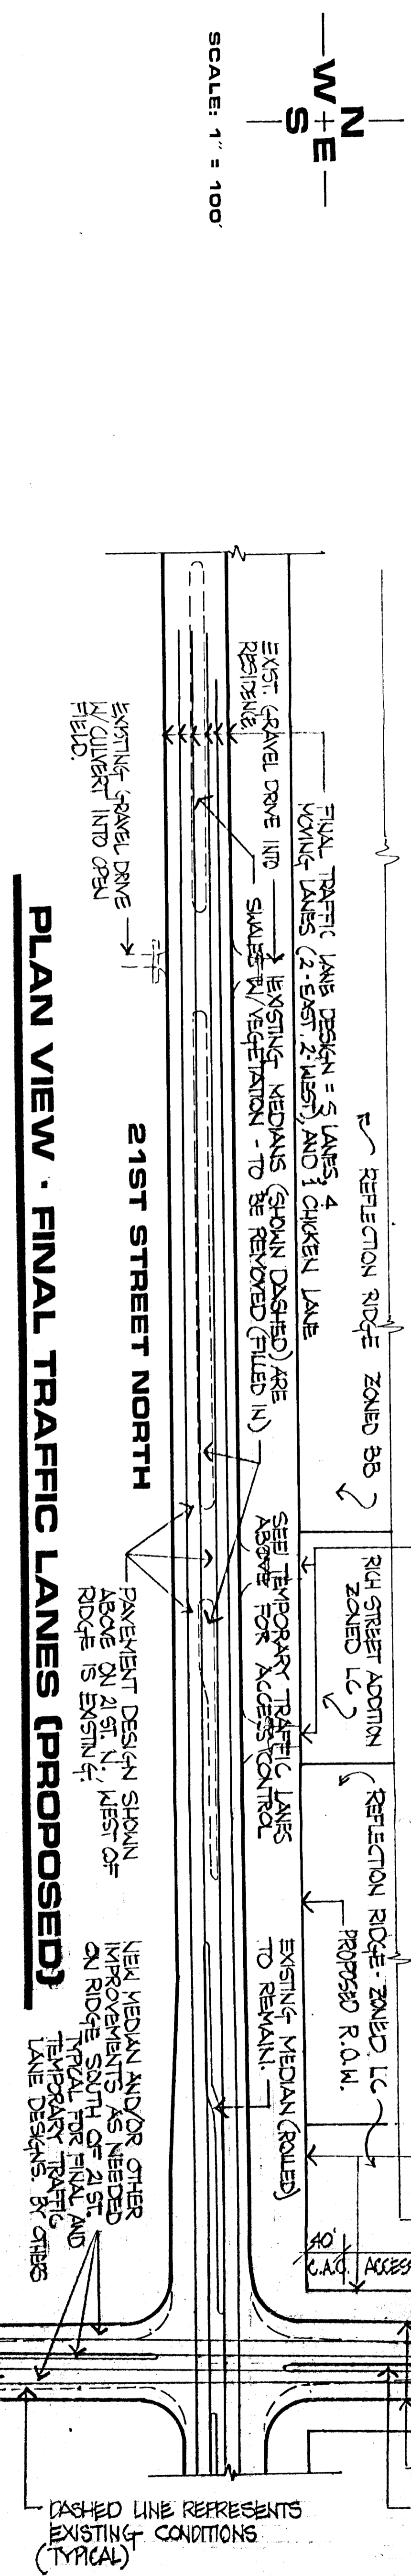 N
W+E
S
SCALE: 1" = 100'
REFLECTION RIDGE ZONED BB
RICH STREET ADDITION
ZONED LC
REFLECTION RIDGE - ZONED LC
PROPOSED R.O.W.
40'
C.A.C.
ACCESS
FINAL TRAFFIC LANE DESIGN = 5 LANES, 4
MOVING LANES (2-EAST, 2-WEST), AND 1 CHICKEN LANE
EXIST. GRAVEL DRIVE INTO
RESIDENCE.
EXISTING MEDIANS (SHOWN DASHED) ARE
SWALES W/VEGETATION - TO BE REMOVED (FILLED IN)
SEE TEMPORARY TRAFFIC LANES
ABOVE FOR ACCESS CONTROL
EXISTING MEDIAN (ROLLED)
TO REMAIN.
EXISTING GRAVEL DRIVE
W/CULVERT INTO OPEN
FIELD.
21ST STREET NORTH
PAVEMENT DESIGN SHOWN
ABOVE ON 21 ST. N., WEST OF
RIDGE IS EXISTING.
NEW MEDIAN AND/OR OTHER
IMPROVEMENTS AS NEEDED
ON RIDGE SOUTH OF 21 ST.
TYPICAL FOR FINAL AND
TEMPORARY TRAFFIC
LANE DESIGNS. BY OTHERS
PLAN VIEW · FINAL TRAFFIC LANES (PROPOSED)
DASHED LINE REPRESENTS
EXISTING CONDITIONS
(TYPICAL)